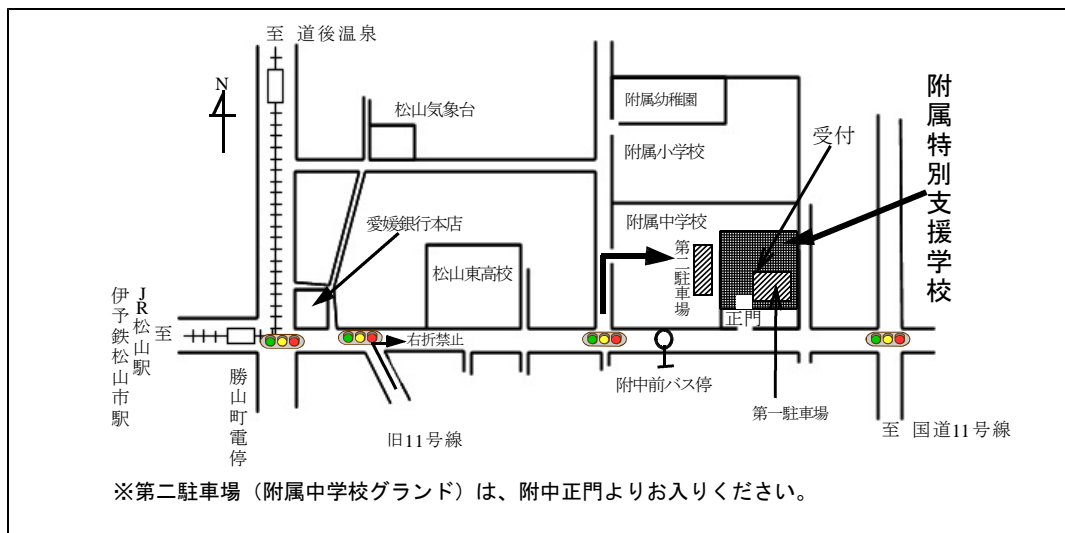 至 道後温泉
N
松山気象台
附属幼稚園
附属小学校
受付
附属特別支援学校
愛媛銀行本店
附属中学校
第二駐車場
松山東高校
正門
JR松山駅
伊予鉄松山市駅
至
右折禁止
勝山町電停
附中前バス停
第一駐車場
旧11号線
至 国道11号線
※第二駐車場（附属中学校グランド）は、附中正門よりお入りください。